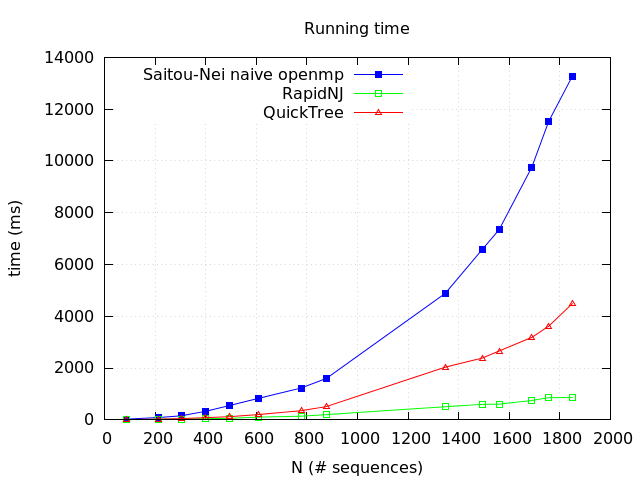 Running time
14000
12000
10000
8000
6000
4000
2000
0
time (ms)
Saitou-Nei naive openmp
RapidNJ
QuickTree
0 200 400 600 800 1000 1200 1400 1600 1800 2000
N (# sequences)